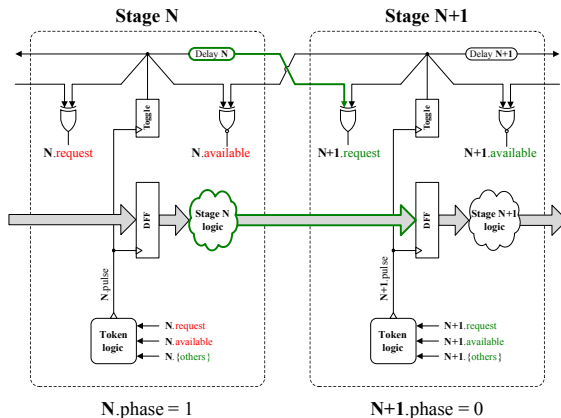 Stage N
Stage N+1
Delay N
Delay N+1
Toggle
Toggle
N.request
N.available
N+1.request
N+1.available
DFF
Stage N
logic
DFF
Stage N+1
logic
N.pulse
N+1.pulse
Token
logic
N.request
N.available
N.{others}
Token
logic
N+1.request
N+1.available
N+1.{others}
N.phase = 1
N+1.phase = 0